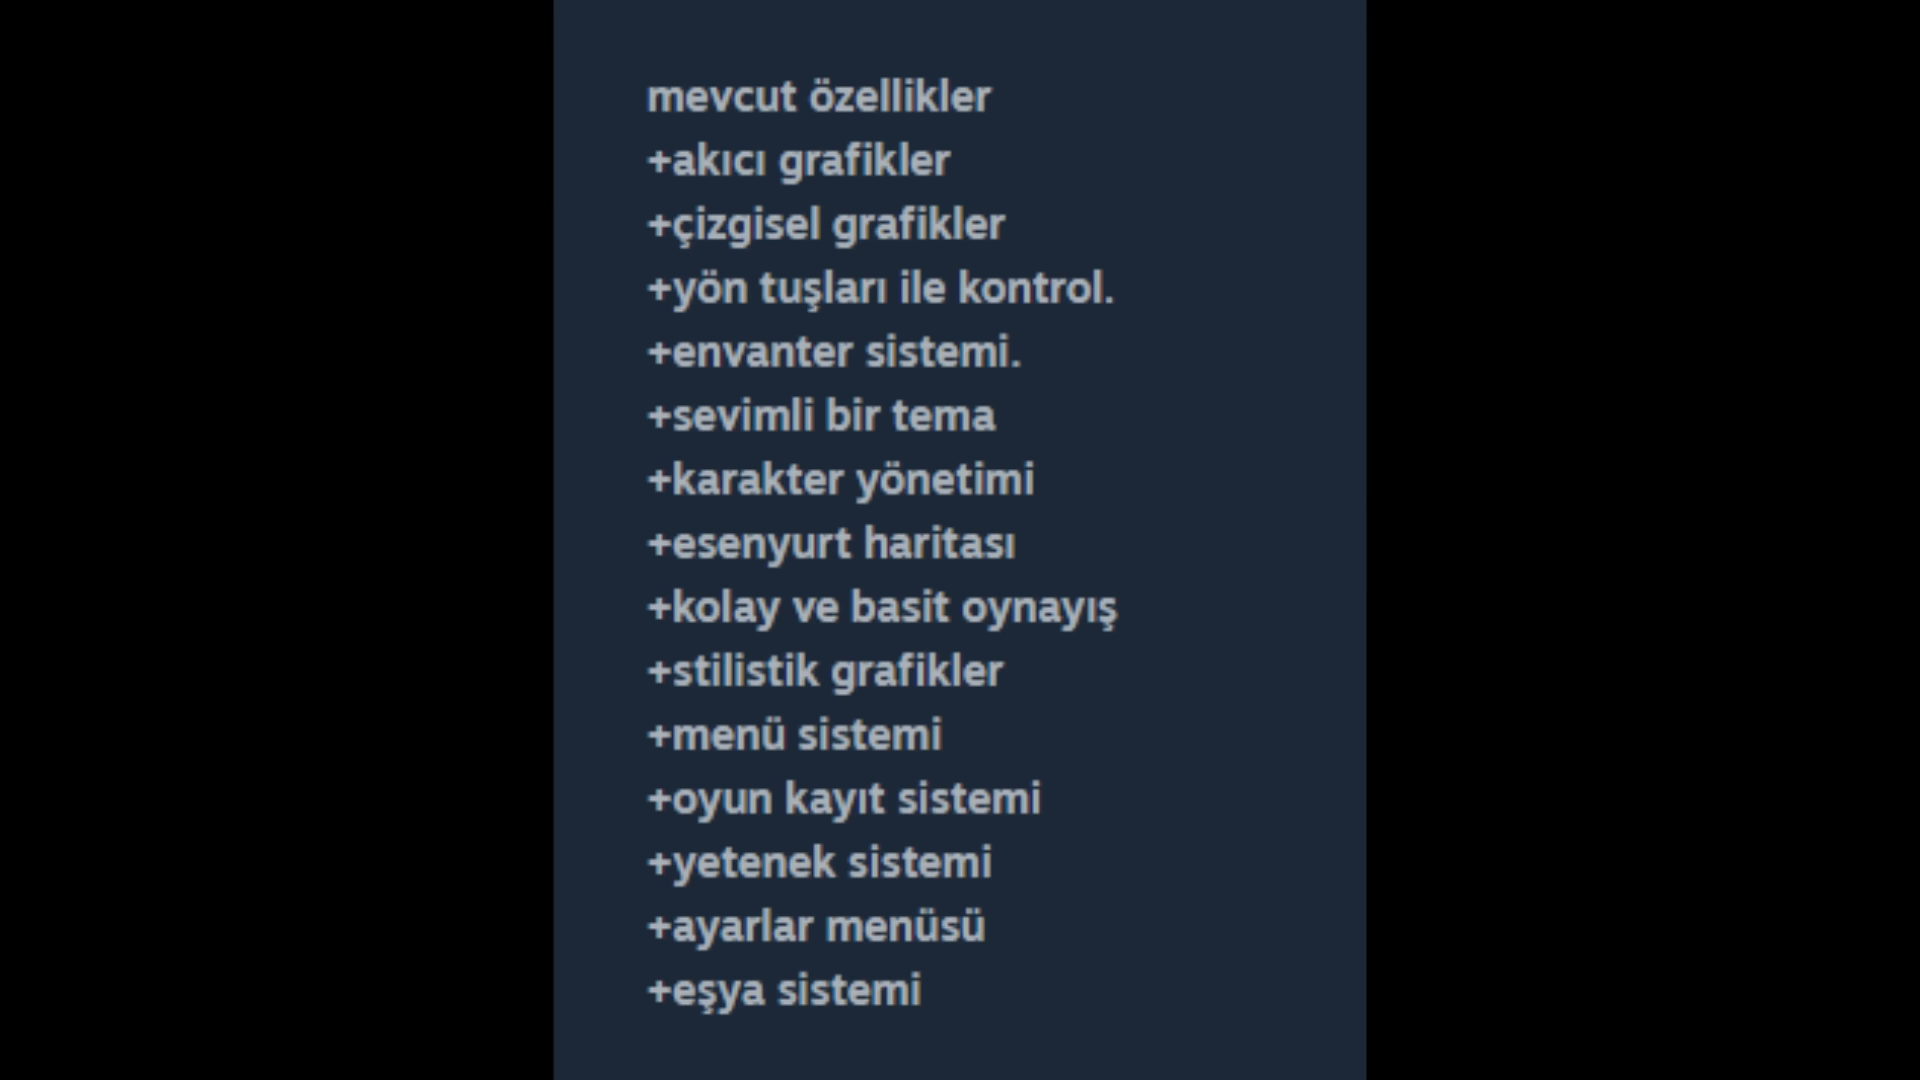 mevcut özellikler
+akıcı grafikler
+çizgisel grafikler
+yön tuşları ile kontrol.
+envanter sistemi.
+sevimli bir tema
+karakter yönetimi
+esenyurt haritası
+kolay ve basit oynayış
+stilistik grafikler
+menü sistemi
+oyun kayıt sistemi
+yetenek sistemi
+ayarlar menüsü
+eşya sistemi